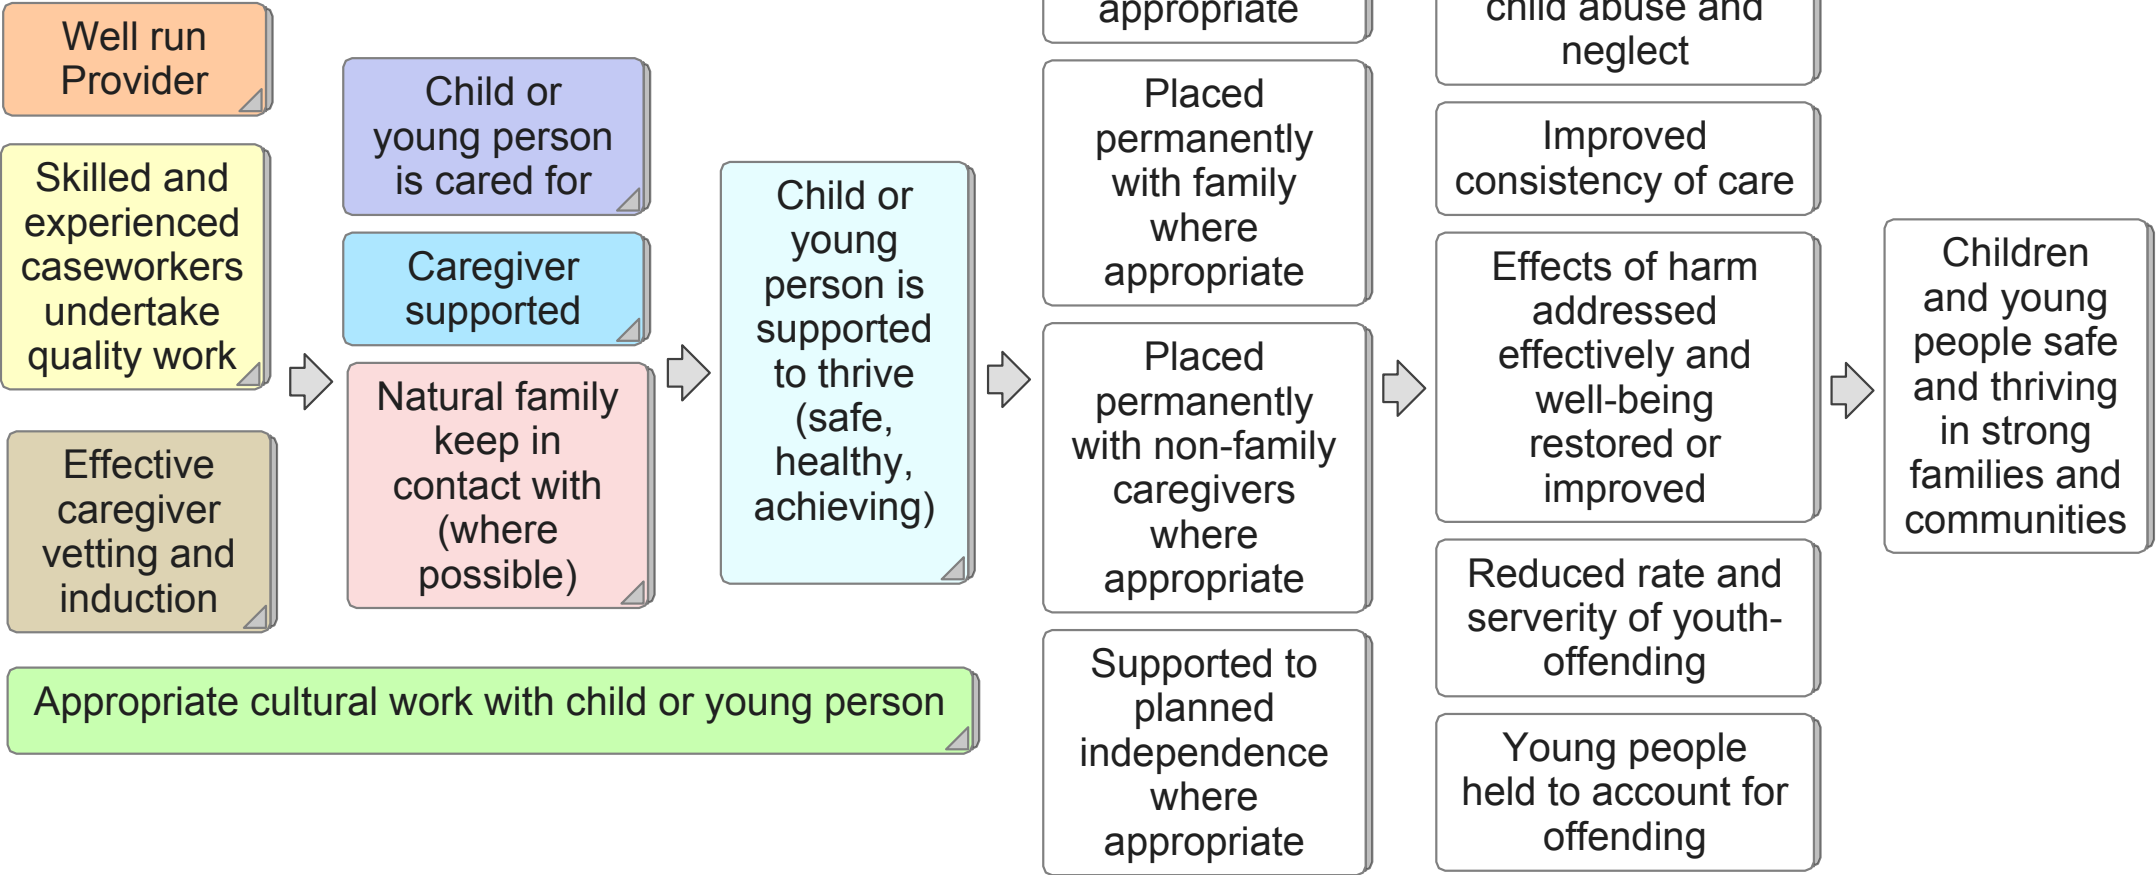 Well run
Provider
Skilled and
experienced
caseworkers
undertake
quality work
Effective
caregiver
vetting and
induction
Child or
young person
is cared for
Caregiver
supported
Natural family
keep in
contact with
(where
possible)
Appropriate cultural work with child or young person
Child or
young
person is
supported
to thrive
(safe,
healthy,
achieving)
appropriate
Placed
permanently
with family
where
appropriate
Placed
permanently
with non-family
caregivers
where
appropriate
Supported to
planned
independence
where
appropriate
child abuse and
neglect
Improved
consistency of care
Effects of harm
addressed
effectively and
well-being
restored or
improved
Reduced rate and
serverity of youth-
offending
Young people
held to account for
offending
Children
and young
people safe
and thriving
in strong
families and
communities